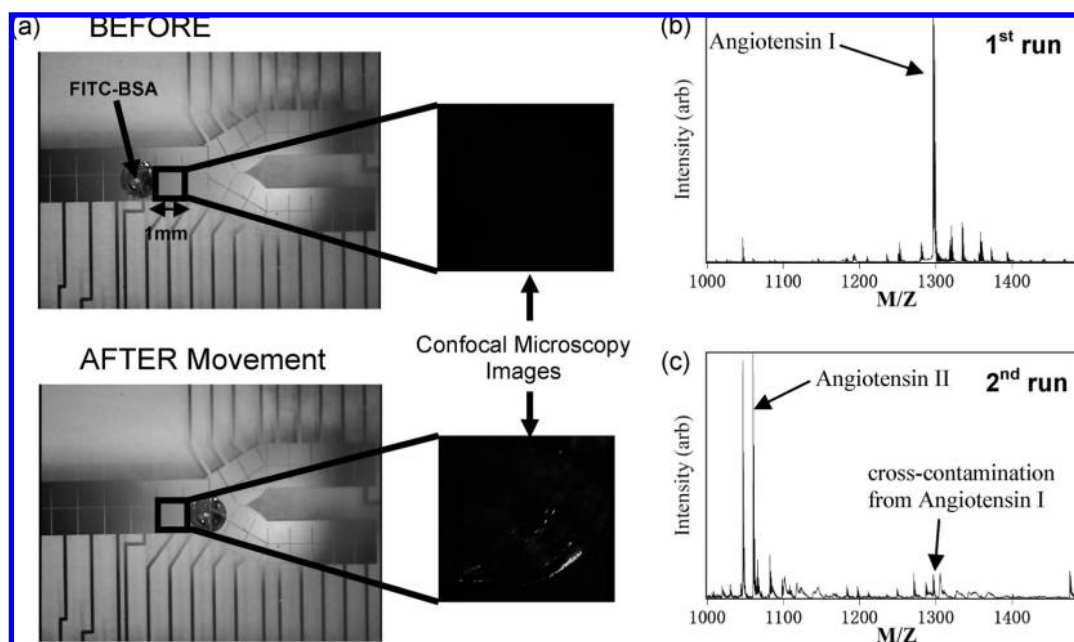 (a)
BEFORE
FITC-BSA
1mm
Confocal Microscopy
Images
AFTER Movement
(b)
Angiotensin I
1st run
Intensity (arb)
1000 1100 1200 1300 1400
M/Z
(c)
2nd run
Angiotensin II
cross-contamination
from Angiotensin I
Intensity (arb)
1000 1100 1200 1300 1400
M/Z